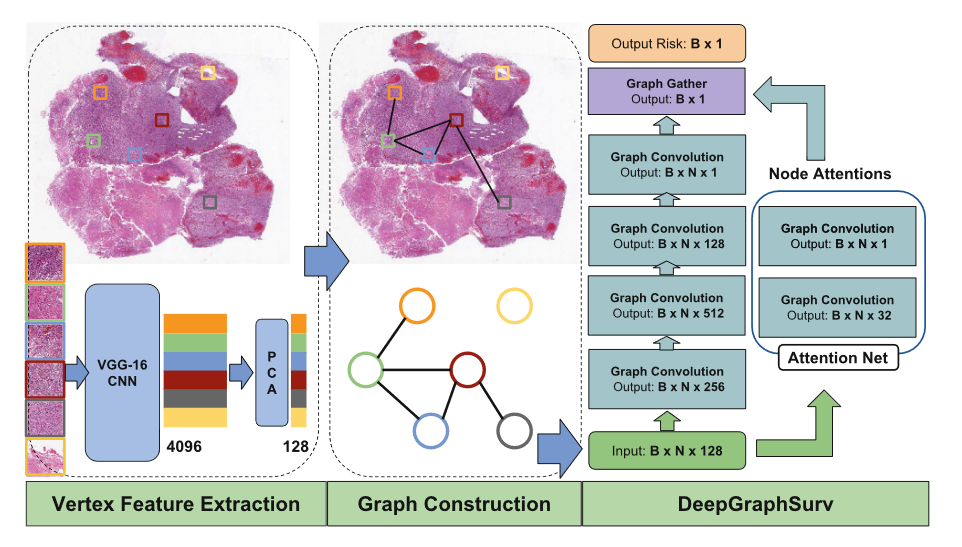 VGG-16
CNN
4096
P
C
A
128
Output Risk: B x 1
Graph Gather
Output: B x 1
Graph Convolution
Output: B x N x 1
Graph Convolution
Output: B x N x 128
Graph Convolution
Output: B x N x 512
Graph Convolution
Output: B x N x 256
Input: B x N x 128
Node Attentions
Graph Convolution
Output: B x N x 1
Graph Convolution
Output: B x N x 32
Attention Net
Vertex Feature Extraction
Graph Construction
DeepGraphSurv